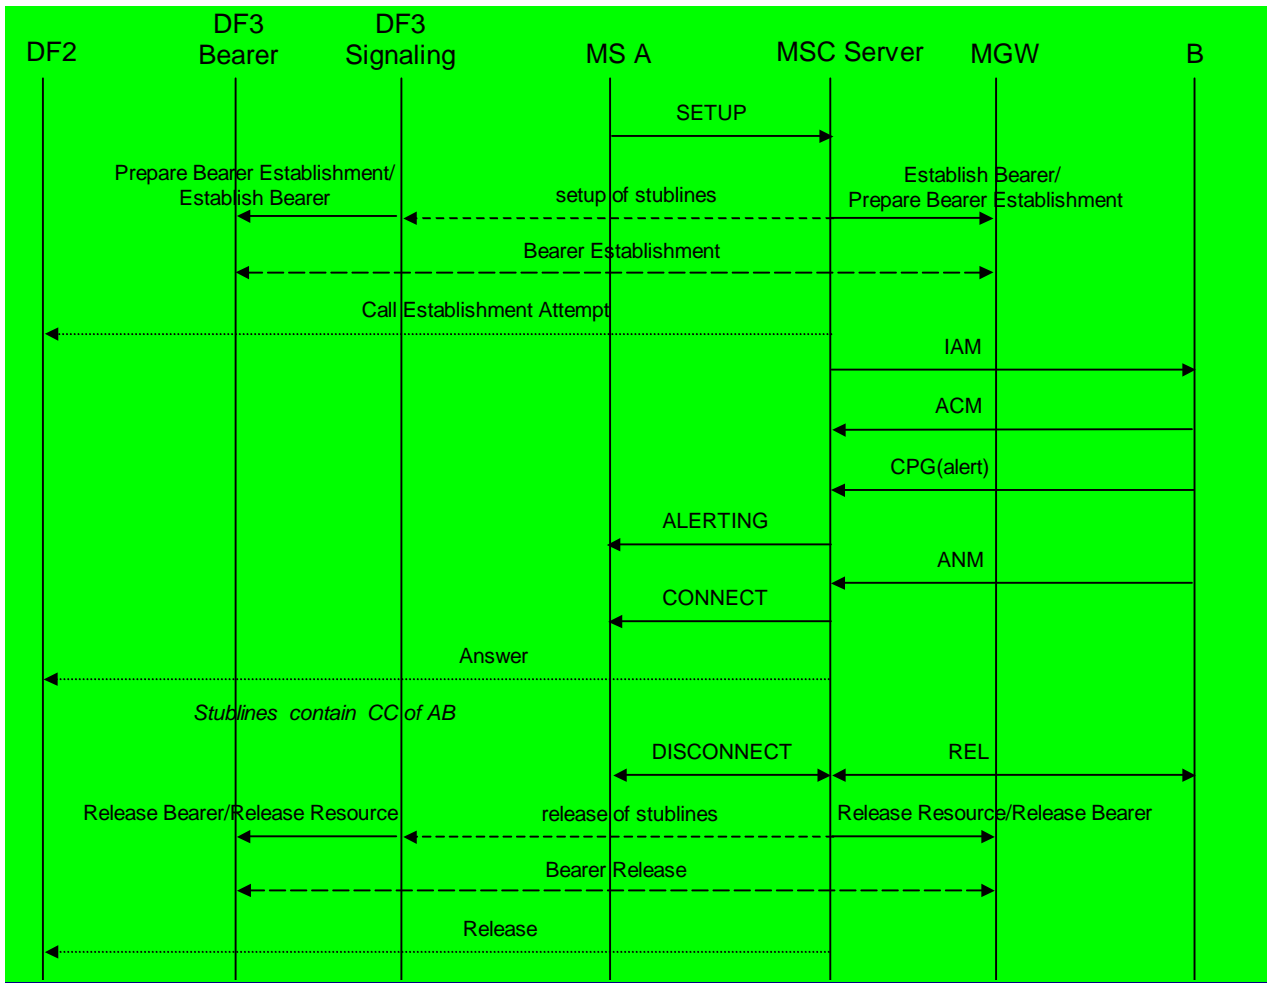 DF2
DF3
Bearer
DF3
Signaling
MS A
MSC Server
MGW
B
SETUP
Prepare Bearer Establishment/
Establish Bearer
setup of stublines
Establish Bearer/
Prepare Bearer Establishment
Bearer Establishment
Call Establishment Attempt
IAM
ACM
CPG(alert)
ALERTING
ANM
CONNECT
Answer
Stublines contain CC of AB
DISCONNECT
REL
Release Bearer/Release Resource
release of stublines
Release Resource/Release Bearer
Bearer Release
Release